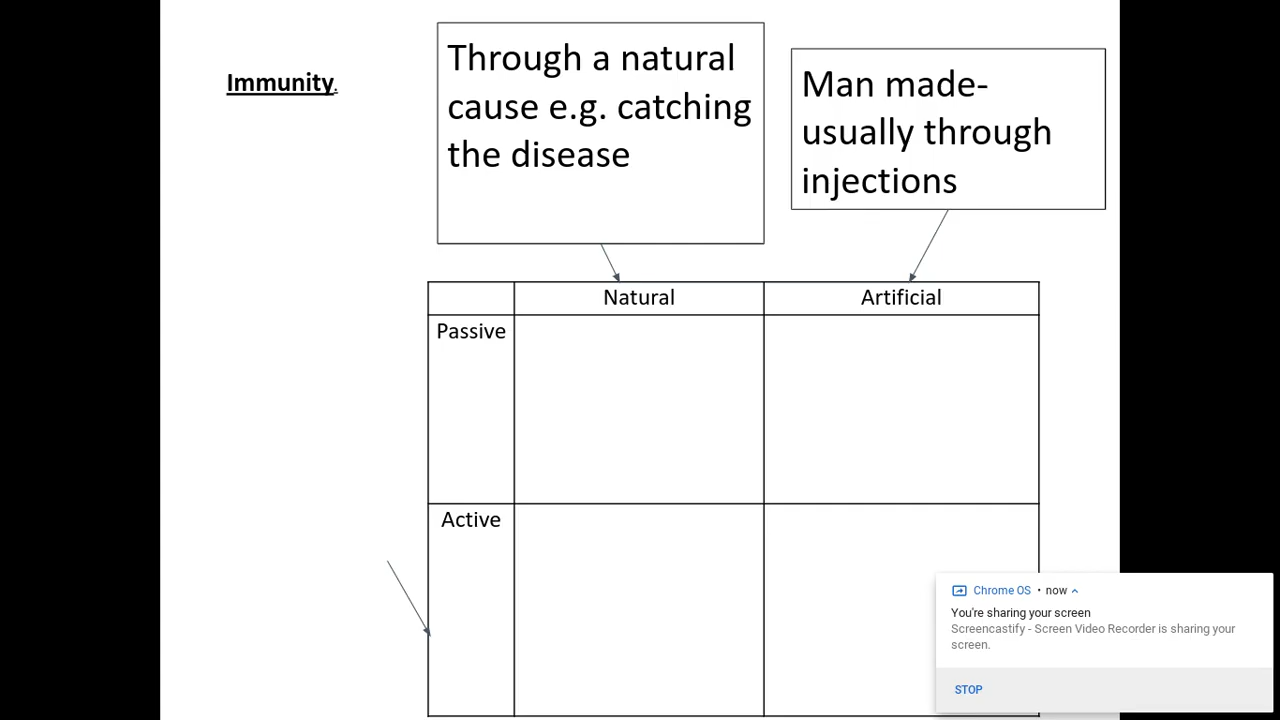 Immunity.
Through a natural
cause e.g. catching
the disease
Man made-
usually through
injections
Natural
Artificial
Passive
Active
Chrome OS • now
You're sharing your screen
Screencastify - Screen Video Recorder is sharing your
screen.
STOP